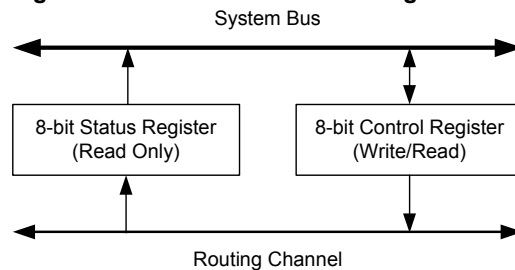 System Bus
8-bit Status Register
(Read Only)
8-bit Control Register
(Write/Read)
Routing Channel